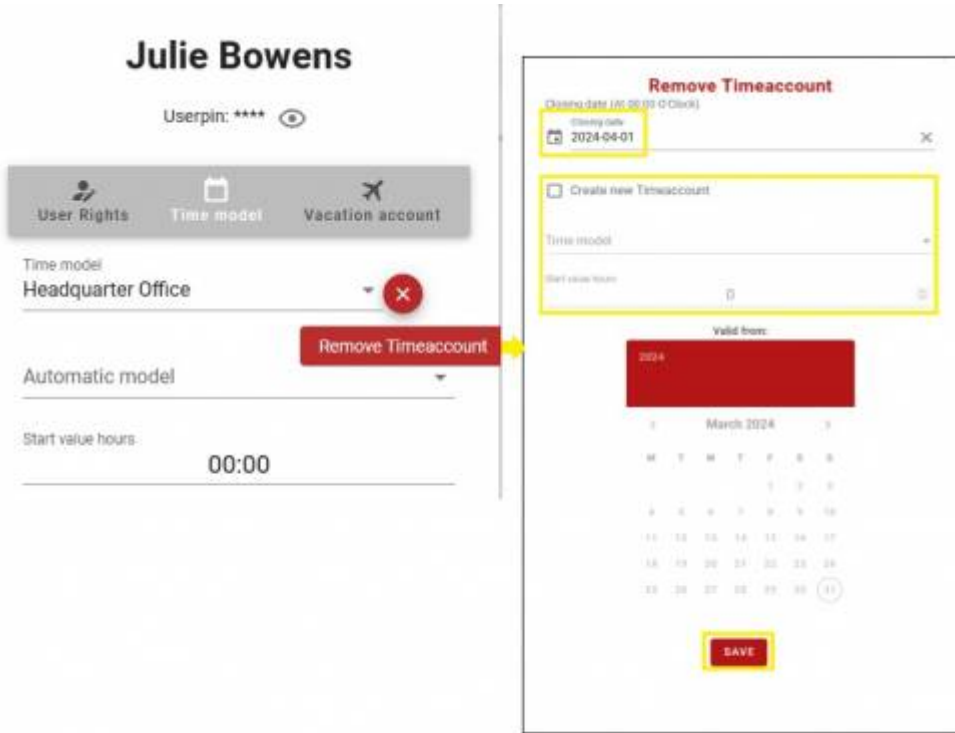 Julie Bowens
Userpin: ****
User Rights
Time model
Vacation account
Time model
Headquarter Office
Remove Timeaccount
Automatic model
Start value hours
00:00
Remove Timeaccount
Closing date (At 00:00 O'Clock)
Closing date
2024-04-01
Create new Timeaccount
Time model
Start value hours
0
Valid from:
2024
March 2024
M T W T F S S
1 2 3
4 5 6 7 8 9 10
11 12 13 14 15 16 17
18 19 20 21 22 23 24
25 26 27 28 29 30 31
SAVE